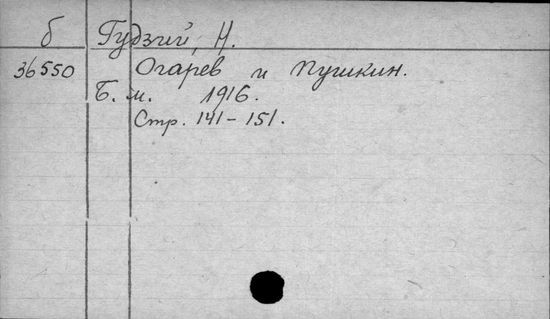 б Гудзий, Н.
36550 Огарев и Пушкин.
Б. м. 1916.
Стр. 141-151.